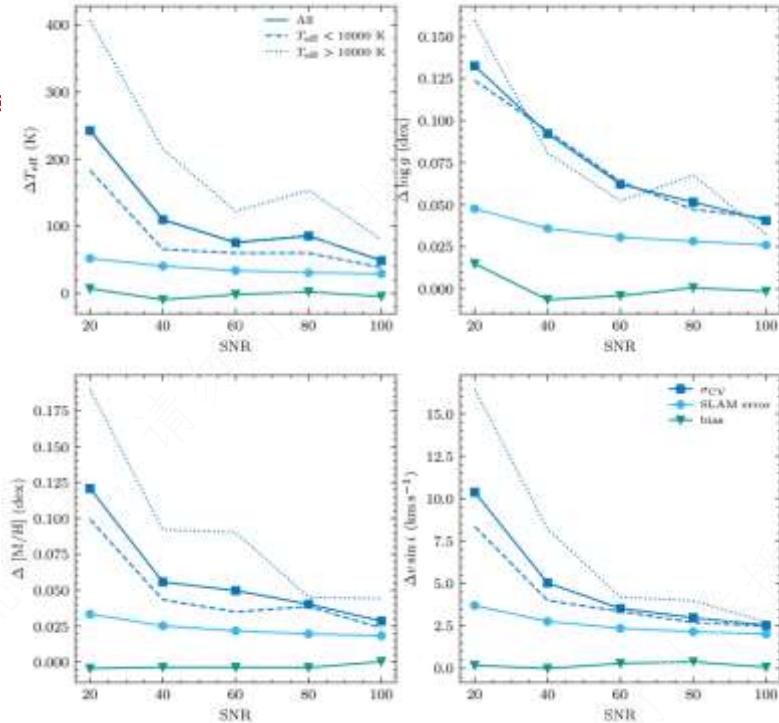 400
300
200
100
0
20 40 60 80 100
SNR
ΔTeff (K)
All
Teff < 10000 K
Teff > 10000 K
0.150
0.125
0.100
0.075
0.050
0.025
0.000
20 40 60 80 100
SNR
Δ log g [dex]
0.175
0.150
0.125
0.100
0.075
0.050
0.025
0.000
20 40 60 80 100
SNR
Δ [M/H] (dex)
15.0
12.5
10.0
7.5
5.0
2.5
0.0
20 40 60 80 100
SNR
Δv sin i (km s⁻¹)
σCV
SLAM error
bias